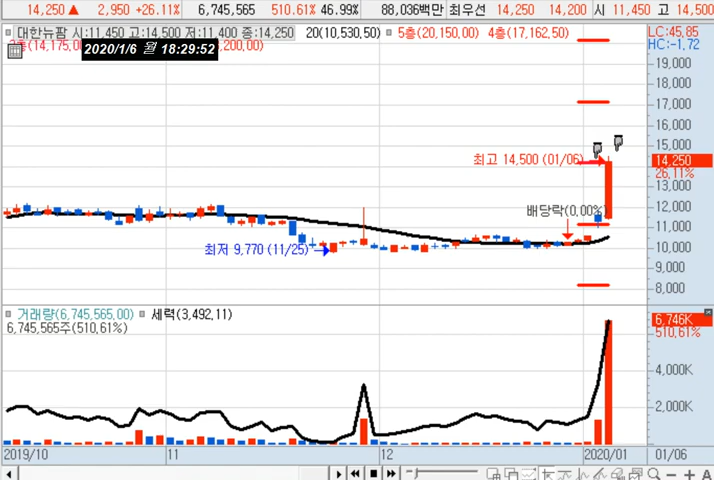 14,250 ▲ 2,950 +26.11% 6,745,565 510.61% 46.99% 88,036백만 최우선 14,250 14,200 시 11,450 고 14,500
대한뉴팜 시:11,450 고:14,500 저:11,400 종:14,250 20(10,530,50) 5층(20,150,00) 4층(17,162,50)
LC:45,85
HC:-1,72
2020/1/6 월 18:29:52
19,000
18,000
17,000
16,000
15,000
최고 14,500 (01/06)
14,250
26,11%
13,000
배당락(0,00%)
12,000
11,000
최저 9,770 (11/25)
10,000
9,000
8,000
거래량(6,745,565,00) 세력(3,492,11)
6,745,565주(510,61%)
6,746K
510,61%
4,000K
2,000K
2019/10 11 12 2020/01 01/06